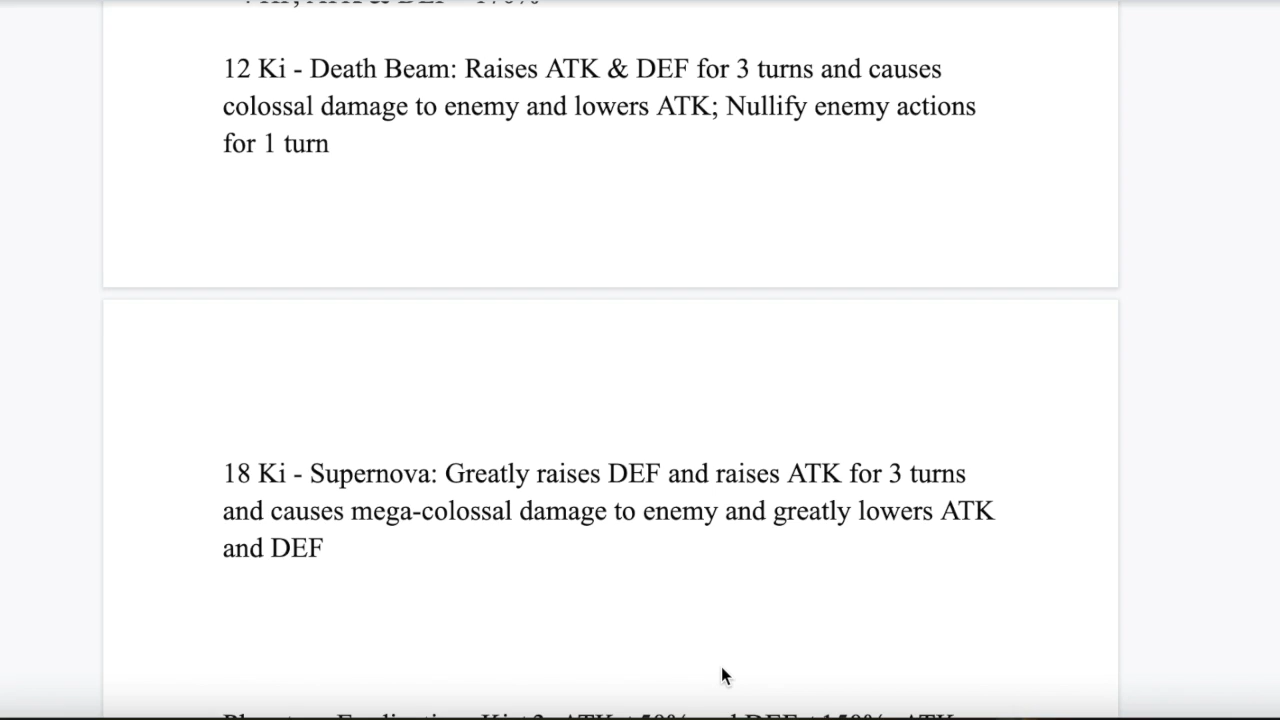 12 Ki - Death Beam: Raises ATK & DEF for 3 turns and causes
colossal damage to enemy and lowers ATK; Nullify enemy actions
for 1 turn
18 Ki - Supernova: Greatly raises DEF and raises ATK for 3 turns
and causes mega-colossal damage to enemy and greatly lowers ATK
and DEF